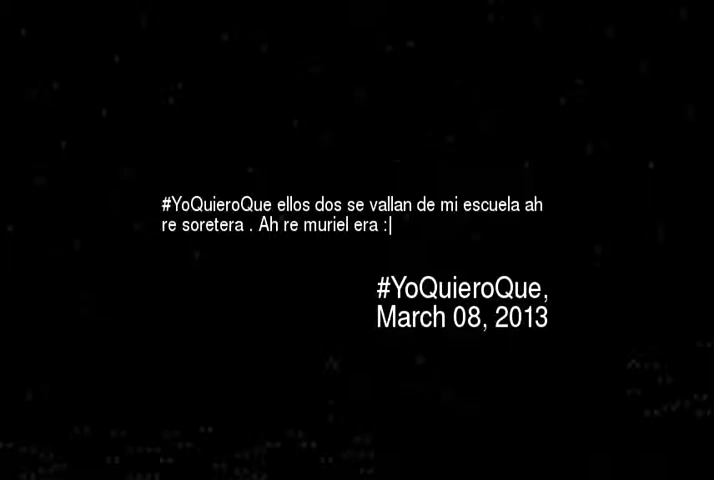 #YoQuieroQue ellos dos se vallan de mi escuela ah
re soretera . Ah re muriel era :|
#YoQuieroQue,
March 08, 2013